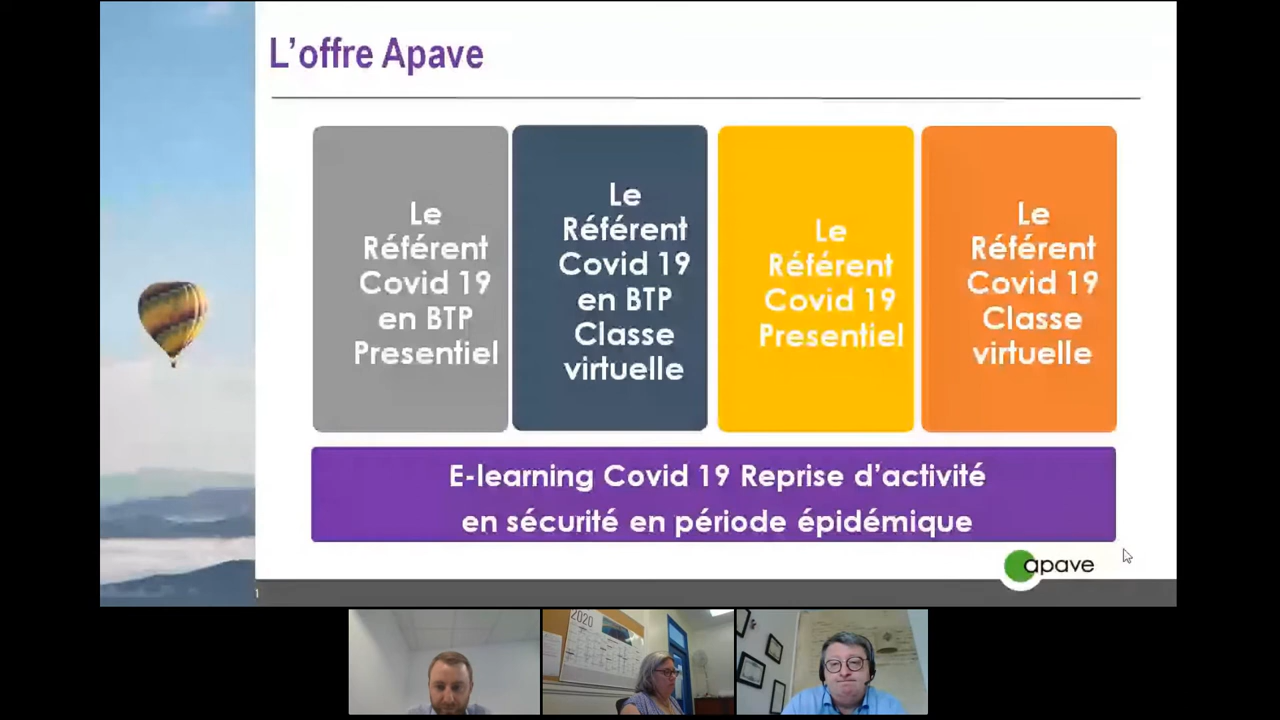 L'offre Apave
Le
Référent
Covid 19
en BTP
Presentiel
Le
Référent
Covid 19
en BTP
Classe
virtuelle
Le
Référent
Covid 19
Presentiel
Le
Référent
Covid 19
Classe
virtuelle
E-learning Covid 19 Reprise d'activité
en sécurité en période épidémique
apave
1
2020